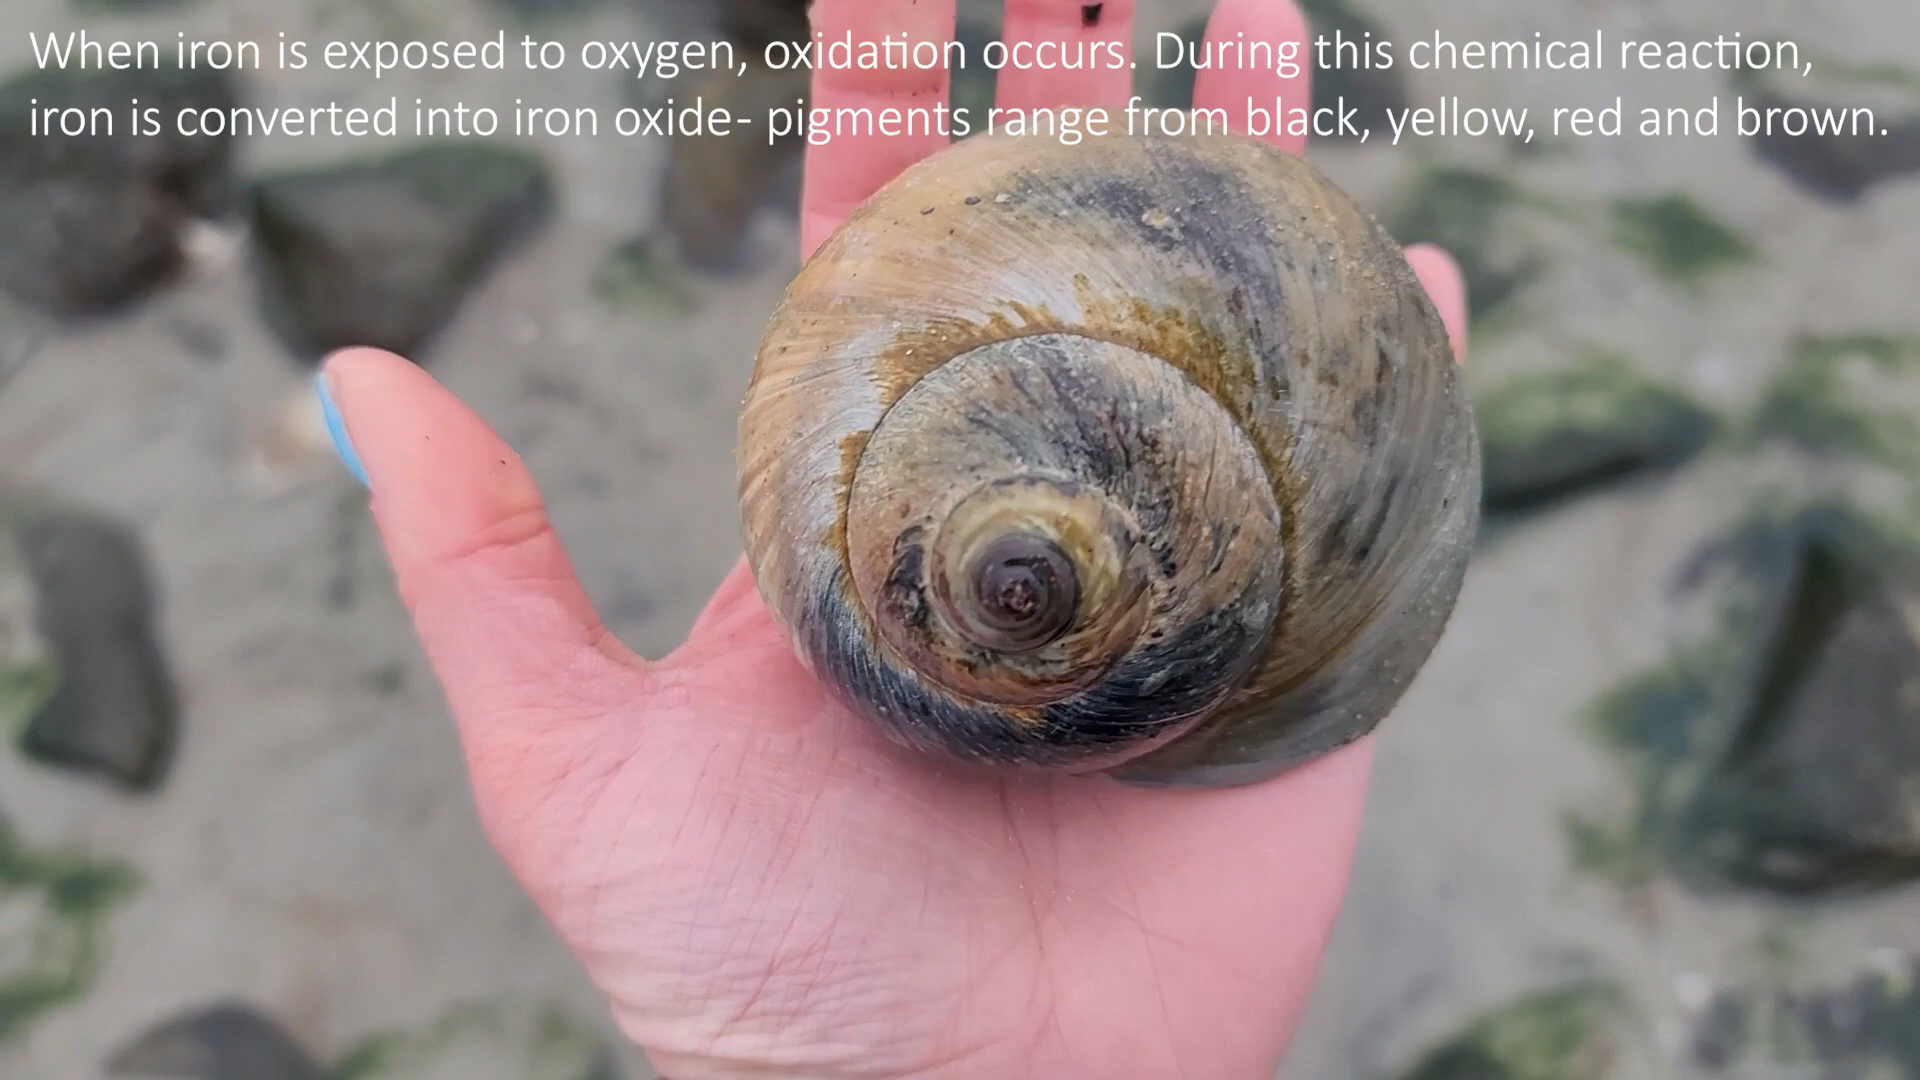 When iron is exposed to oxygen, oxidation occurs. During this chemical reaction,
iron is converted into iron oxide- pigments range from black, yellow, red and brown.